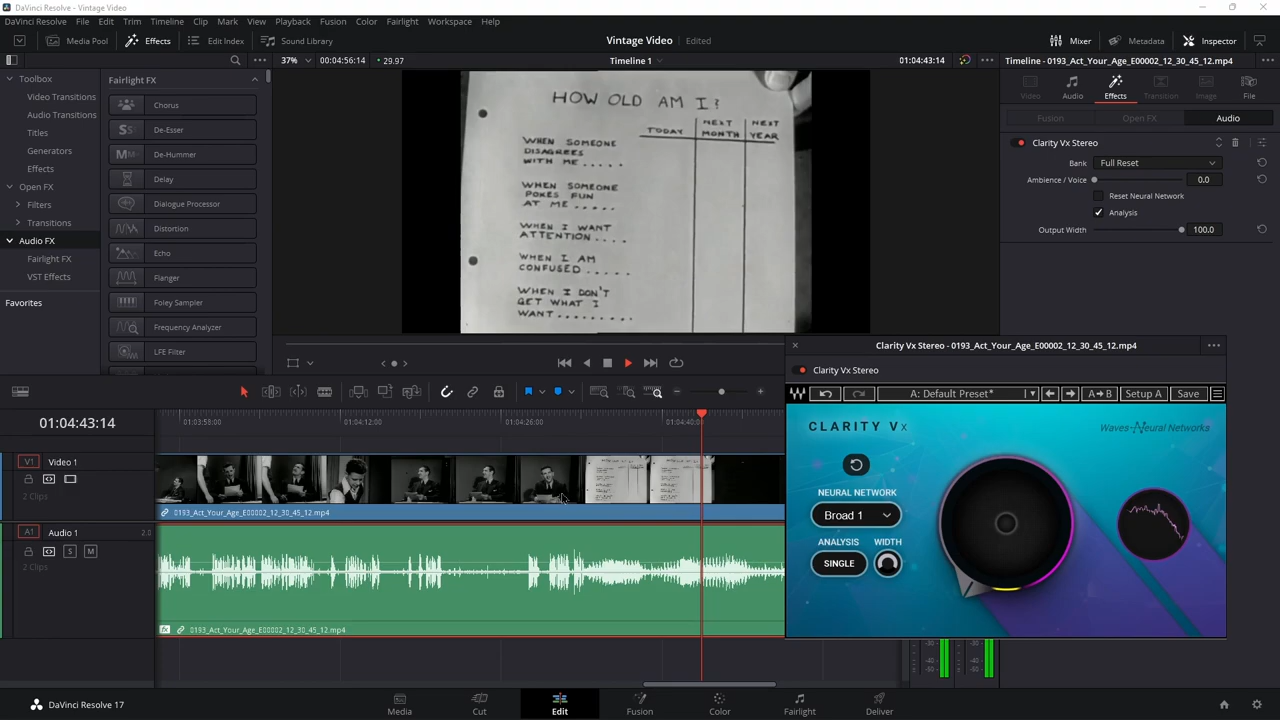 DaVinci Resolve - Vintage Video
DaVinci Resolve File Edit Trim Timeline Clip Mark View Playback Fusion Color Fairlight Workspace Help
Media Pool Effects Edit Index Sound Library Vintage Video Edited Mixer Metadata Inspector
37% 00:04:56:14 29.97 Timeline 1 01:04:43:14 Timeline - 0193_Act_Your_Age_E00002_12_30_45_12.mp4
Toolbox
Video Transitions
Audio Transitions
Titles
Generators
Effects
Open FX
Filters
Transitions
Audio FX
Fairlight FX
VST Effects
Favorites
Fairlight FX
Chorus
De-Esser
De-Hummer
Delay
Dialogue Processor
Distortion
Echo
Flanger
Foley Sampler
Frequency Analyzer
LFE Filter
HOW OLD AM I?
TODAY NEXT MONTH NEXT YEAR
WHEN SOMEONE
DISAGREES
WITH ME.....
WHEN SOMEONE
POKES FUN
AT ME.....
WHEN I WANT
ATTENTION....
WHEN I AM
CONFUSED.....
WHEN I DON'T
GET WHAT I
WANT.........
Video Audio Effects Transition Image File
Fusion Open FX Audio
Clarity Vx Stereo
Bank Full Reset
Ambience / Voice 0.0
Reset Neural Network
Analysis
Output Width 100.0
Clarity Vx Stereo - 0193_Act_Your_Age_E00002_12_30_45_12.mp4
Clarity Vx Stereo
A: Default Preset* A→B Setup A Save
CLARITY Vx Waves Neural Networks
NEURAL NETWORK
Broad 1
ANALYSIS WIDTH
SINGLE
01:04:43:14 01:03:58:00 01:04:12:00 01:04:26:00 01:04:40:00
V1 Video 1
2 Clips
0193_Act_Your_Age_E00002_12_30_45_12.mp4
A1 Audio 1 2.0
S M
2 Clips
0193_Act_Your_Age_E00002_12_30_45_12.mp4
-30 -30
-40 -40
-50 -50
DaVinci Resolve 17 Media Cut Edit Fusion Color Fairlight Deliver